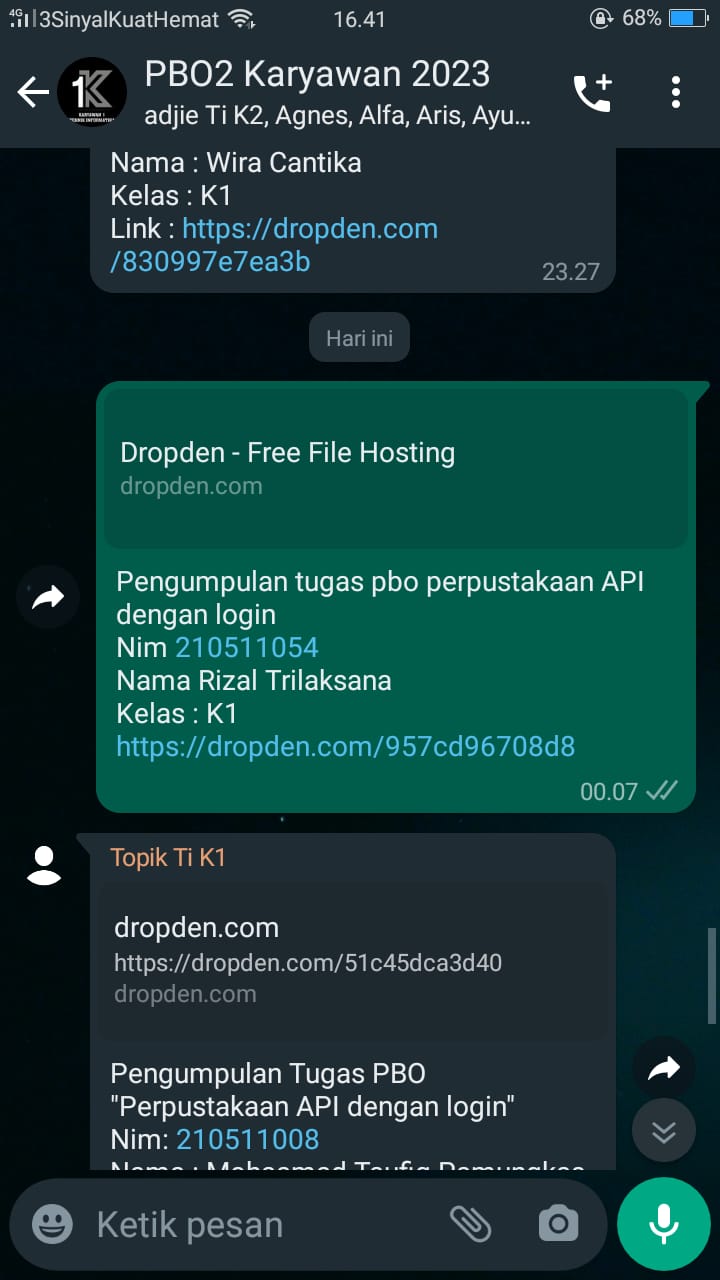 4G 3SinyalKuatHemat 16.41 68%
PBO2 Karyawan 2023
adjie Ti K2, Agnes, Alfa, Aris, Ayu...
1K
Nama : Wira Cantika
Kelas : K1
Link : https://dropden.com
/830997e7ea3b
23.27
Hari ini
Dropden - Free File Hosting
dropden.com
Pengumpulan tugas pbo perpustakaan API
dengan login
Nim 210511054
Nama Rizal Trilaksana
Kelas : K1
https://dropden.com/957cd96708d8
00.07
Topik Ti K1
dropden.com
https://dropden.com/51c45dca3d40
dropden.com
Pengumpulan Tugas PBO
"Perpustakaan API dengan login"
Nim: 210511008
Nama :
Ketik pesan